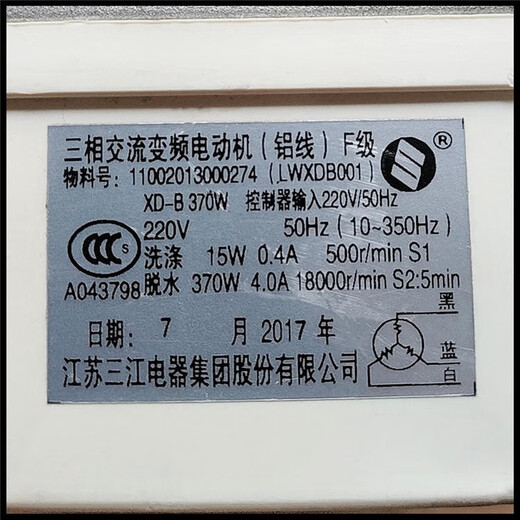 三相交流变频电动机（铝线）F级 ®
物料号：11002013000274（LWXDB001）
XD-B 370W 控制器输入220V/50Hz
220V 50Hz（10~350Hz）
CCC S
洗涤 15W 0.4A 500r/min S1
A043798 脱水 370W 4.0A 18000r/min S2:5min
日期：7 月 2017 年
黑
蓝
白
江苏三江电器集团股份有限公司